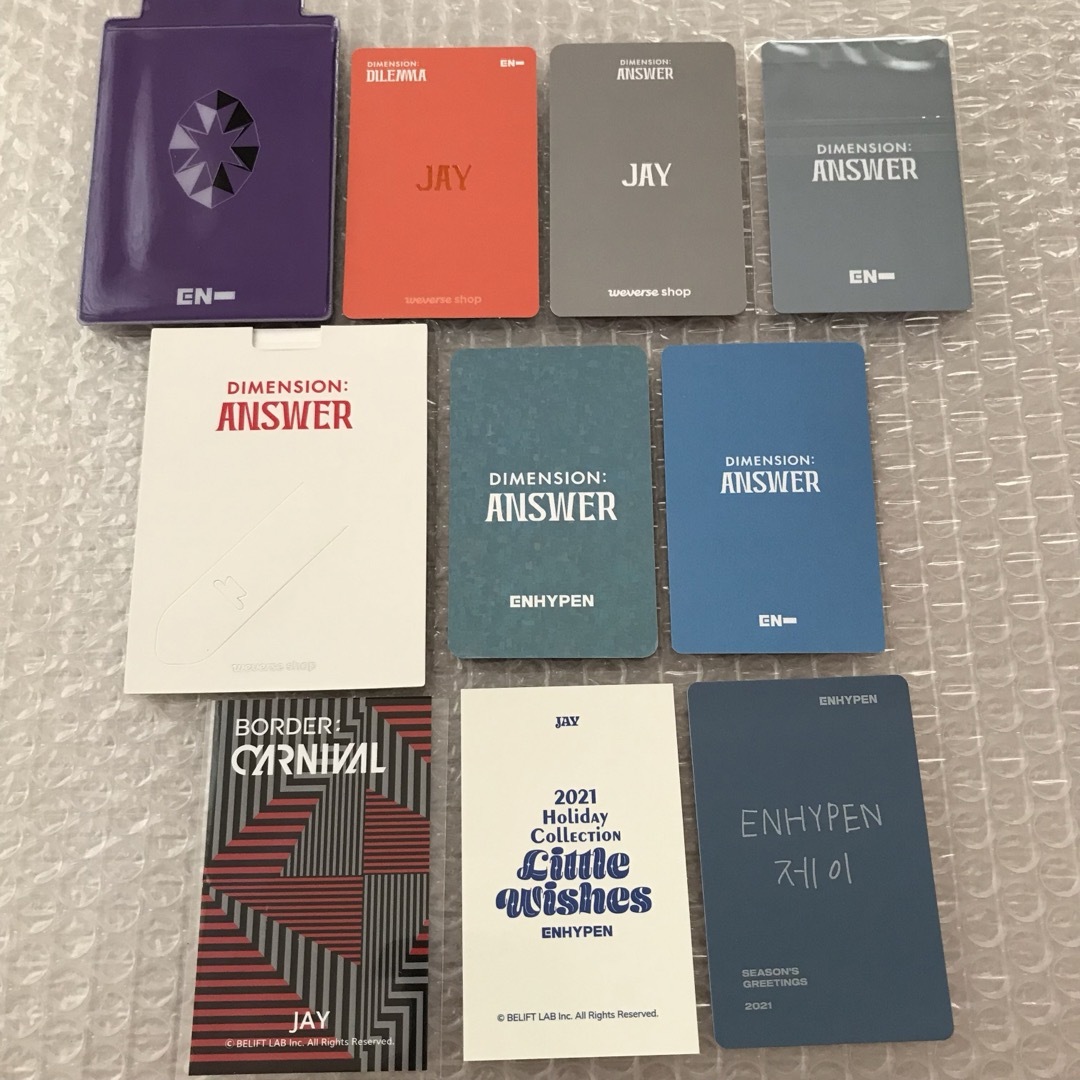 EN-
DIMENSION:
DILEMMA
EN-
JAY
weverse shop
DIMENSION:
ANSWER
JAY
weverse shop
DIMENSION:
ANSWER
EN-
DIMENSION:
ANSWER
weverse shop
DIMENSION:
ANSWER
ENHYPEN
DIMENSION:
ANSWER
EN-
BORDER:
CARNIVAL
JAY
© BELIFT LAB Inc. All Rights Reserved.
JAY
2021
Holiday
Collection
Little
Wishes
ENHYPEN
© BELIFT LAB Inc. All Rights Reserved.
ENHYPEN
ENHYPEN
제이
SEASON'S
GREETINGS
2021